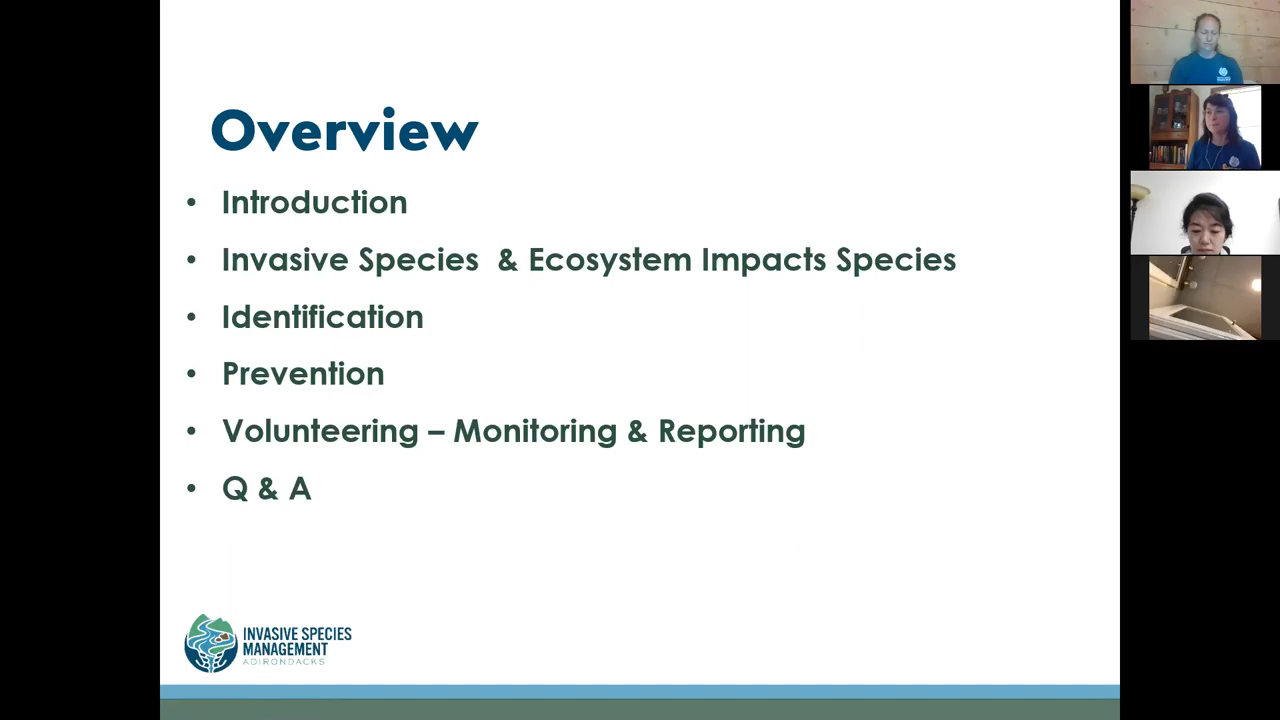 Overview
• Introduction
• Invasive Species & Ecosystem Impacts Species
• Identification
• Prevention
• Volunteering – Monitoring & Reporting
• Q & A
INVASIVE SPECIES
MANAGEMENT
ADIRONDACKS